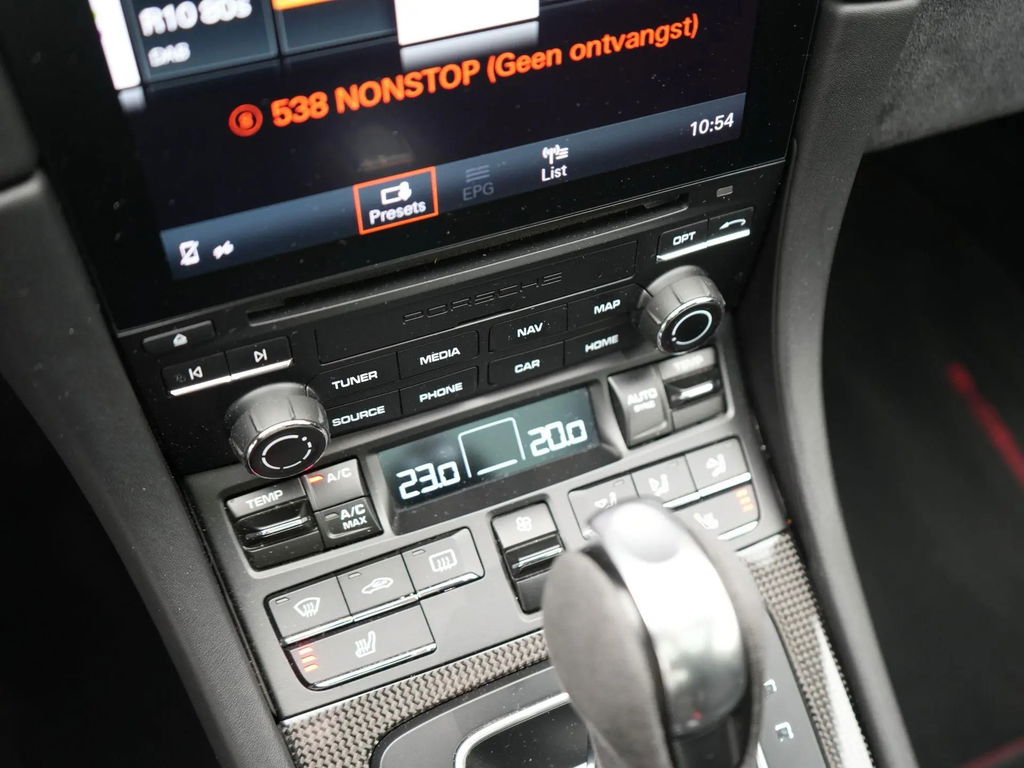 R10 80s
DAB
538 NONSTOP (Geen ontvangst)
10:54
Presets
EPG
List
OPT
PORSCHE
TUNER
MEDIA
NAV
MAP
SOURCE
PHONE
CAR
HOME
23.0
20.0
TEMP
A/C
A/C
MAX
AUTO
TEMP